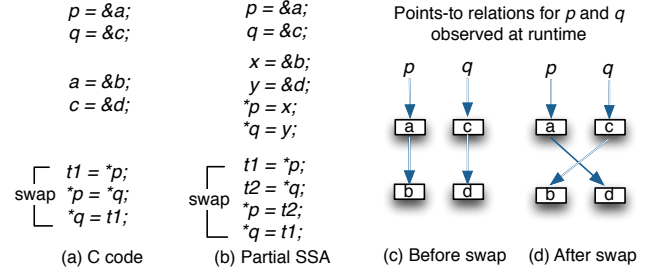 p = &a;
q = &c;
a = &b;
c = &d;
swap
t1 = *p;
*p = *q;
*q = t1;
(a) C code
p = &a;
q = &c;
x = &b;
y = &d;
*p = x;
*q = y;
swap
t1 = *p;
t2 = *q;
*p = t2;
*q = t1;
(b) Partial SSA
Points-to relations for p and q
observed at runtime
p q
a c
b d
(c) Before swap
p q
a c
b d
(d) After swap